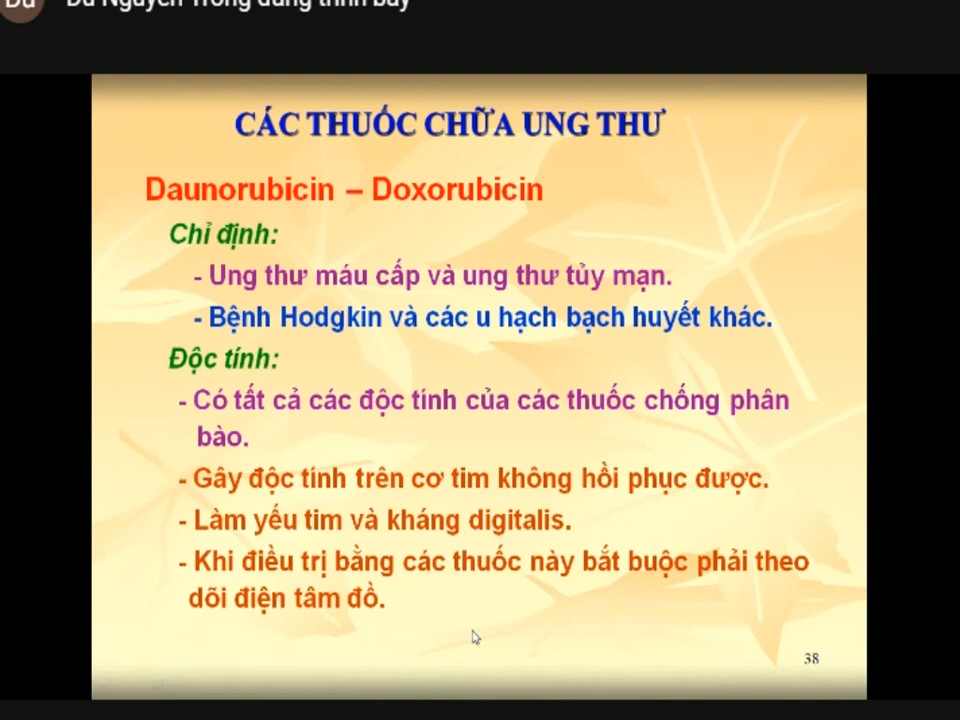 CÁC THUỐC CHỮA UNG THƯ
Daunorubicin – Doxorubicin
Chỉ định:
- Ung thư máu cấp và ung thư tủy mạn.
- Bệnh Hodgkin và các u hạch bạch huyết khác.
Độc tính:
- Có tất cả các độc tính của các thuốc chống phân
bào.
- Gây độc tính trên cơ tim không hồi phục được.
- Làm yếu tim và kháng digitalis.
- Khi điều trị bằng các thuốc này bắt buộc phải theo
dõi điện tâm đồ.
38